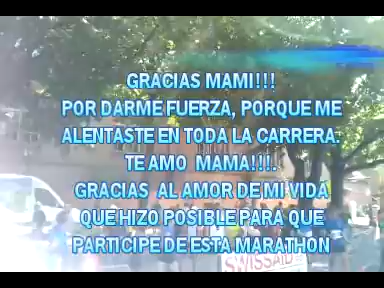 GRACIAS MAMI!!!
POR DARME FUERZA, PORQUE ME
ALENTASTE EN TODA LA CARRERA.
TE AMO MAMA!!!.
GRACIAS AL AMOR DE MI VIDA
QUE HIZO POSIBLE PARA QUE
PARTICIPE DE ESTA MARATHON
SWISSAID